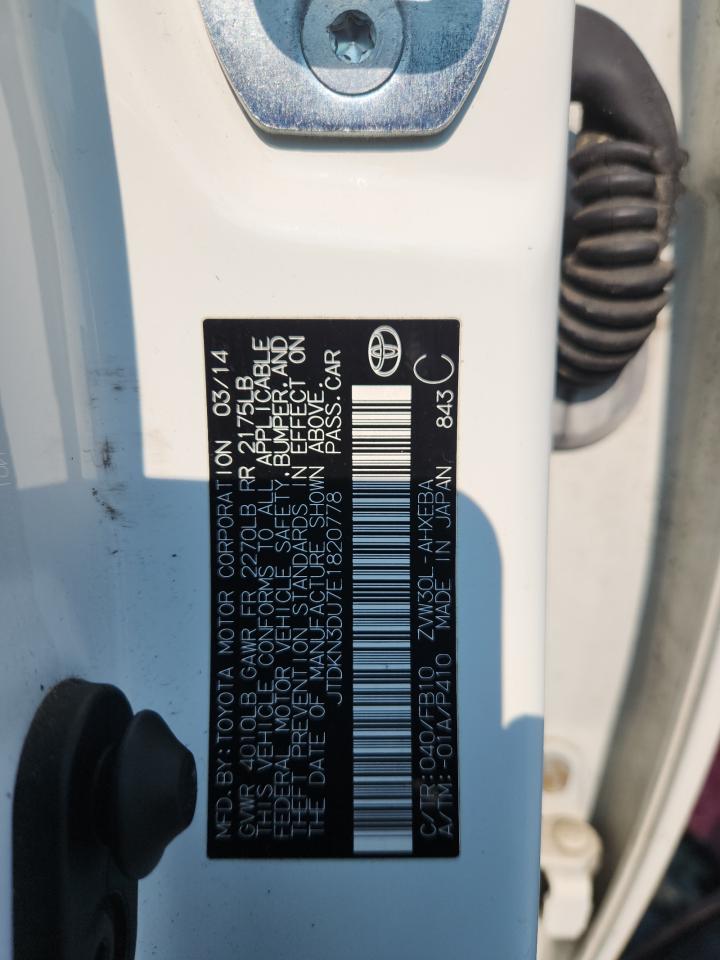 MFD. BY: TOYOTA MOTOR CORPORATION 03/14
GVWR 4010LB GAWR FR 2270LB RR 2175LB
THIS VEHICLE CONFORMS TO ALL APPLICABLE
FEDERAL MOTOR VEHICLE SAFETY, BUMPER, AND
THEFT PREVENTION STANDARDS IN EFFECT ON
THE DATE OF MANUFACTURE SHOWN ABOVE.
JTDKN3DU7E1820778 PASS. CAR
C/TR: 040/FB10 ZVW30L-AHXEBA
A/TM: -01A/P410 MADE IN JAPAN 843 C